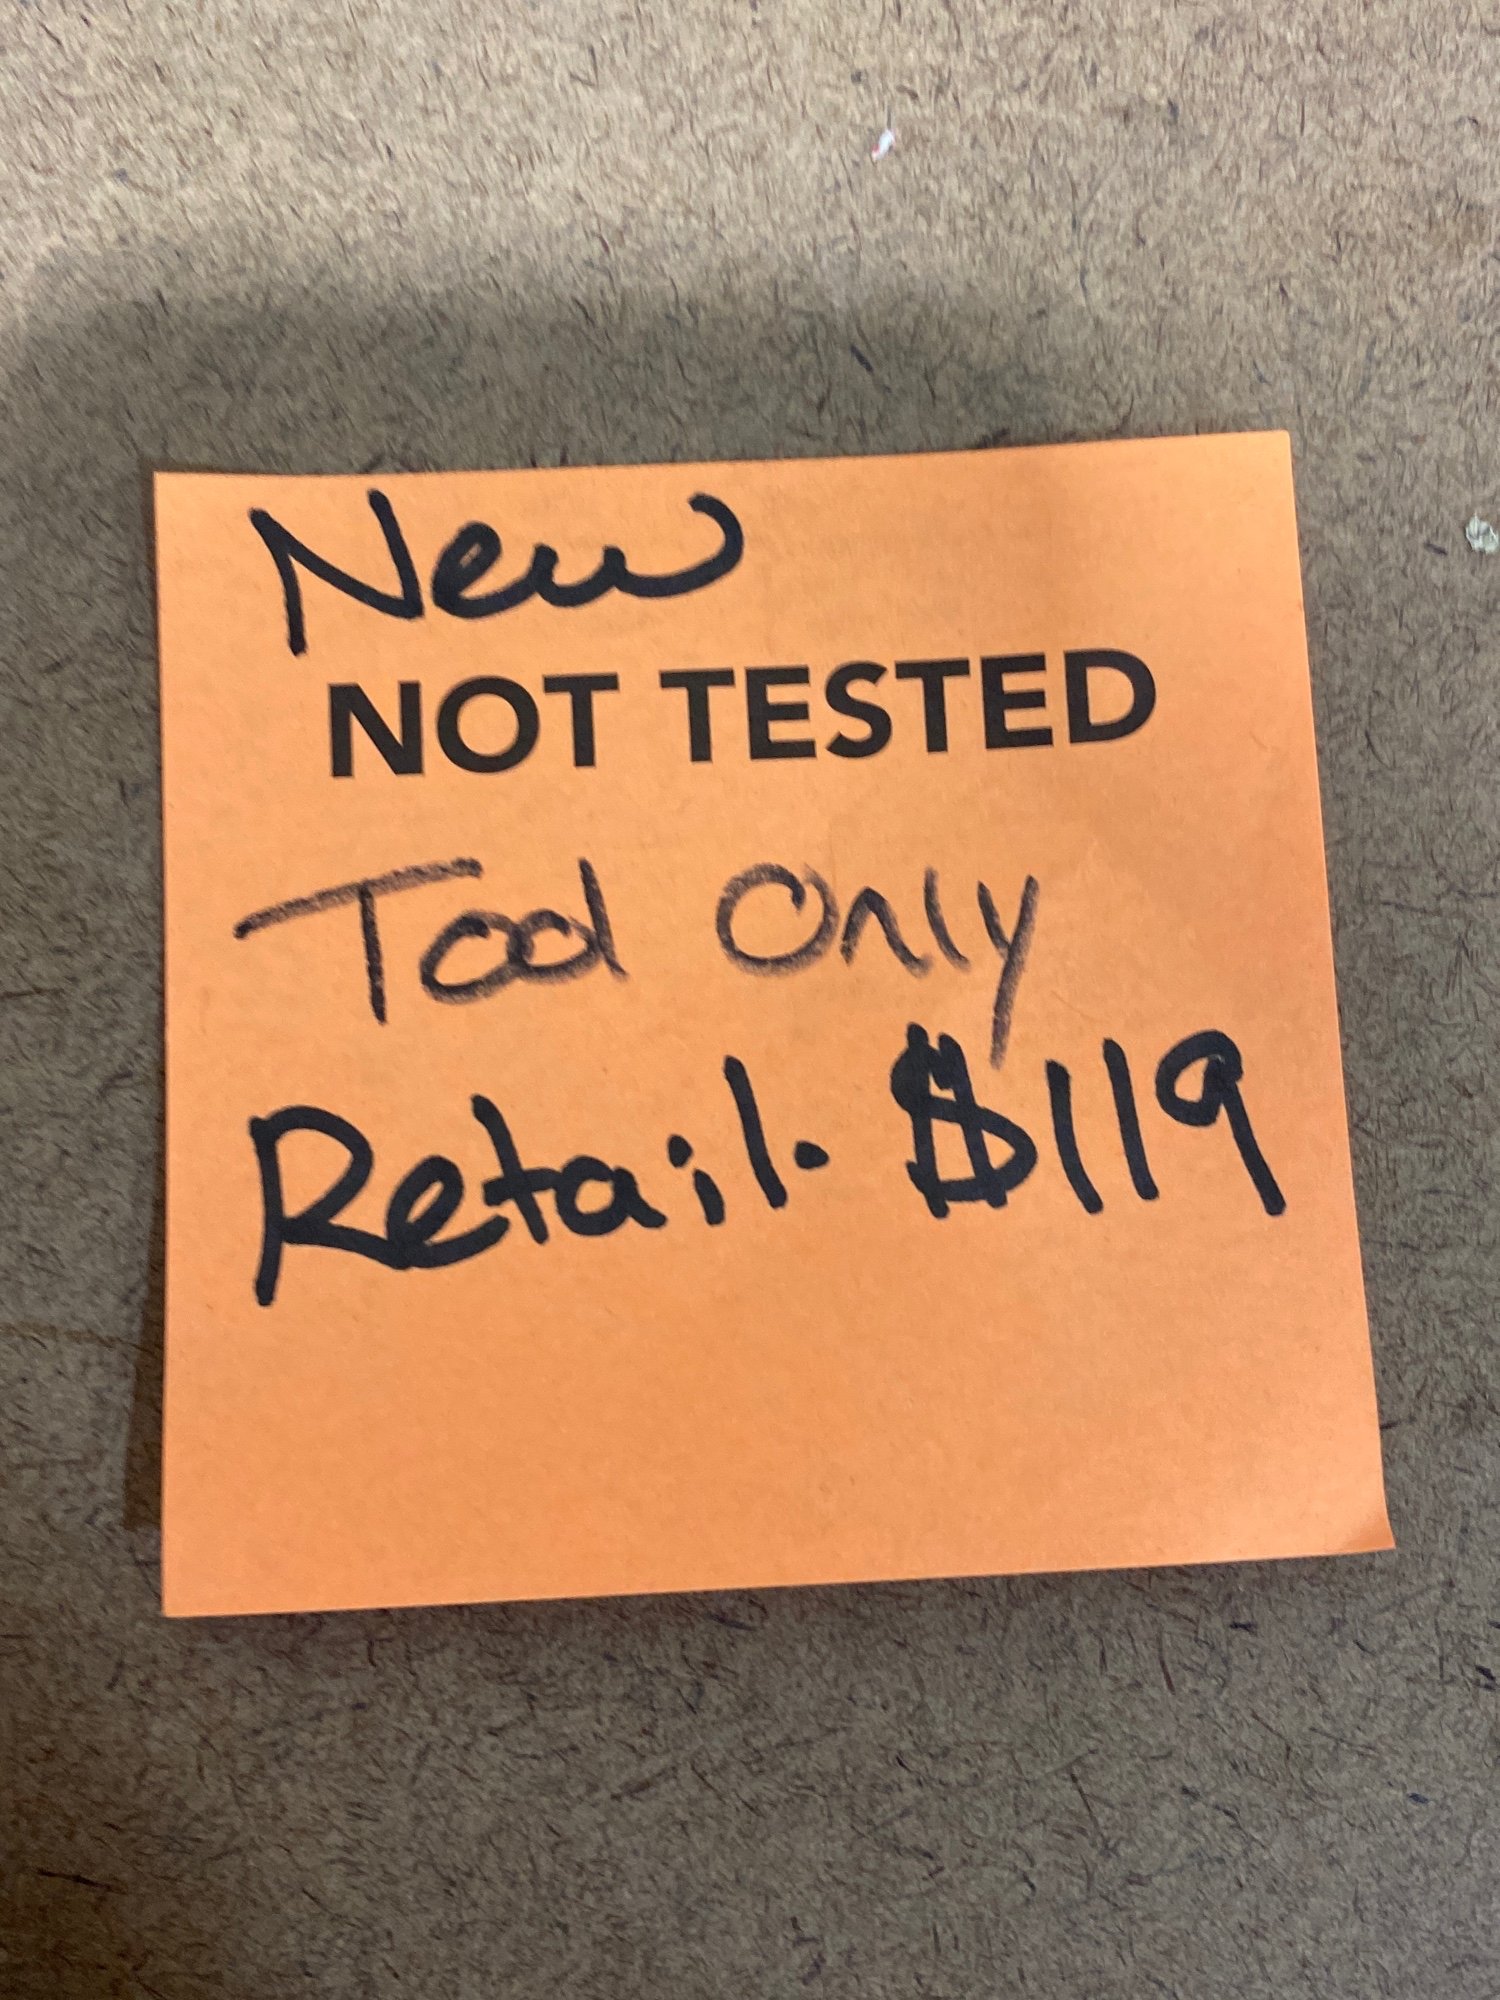 New
NOT TESTED
Tool Only
Retail. $119